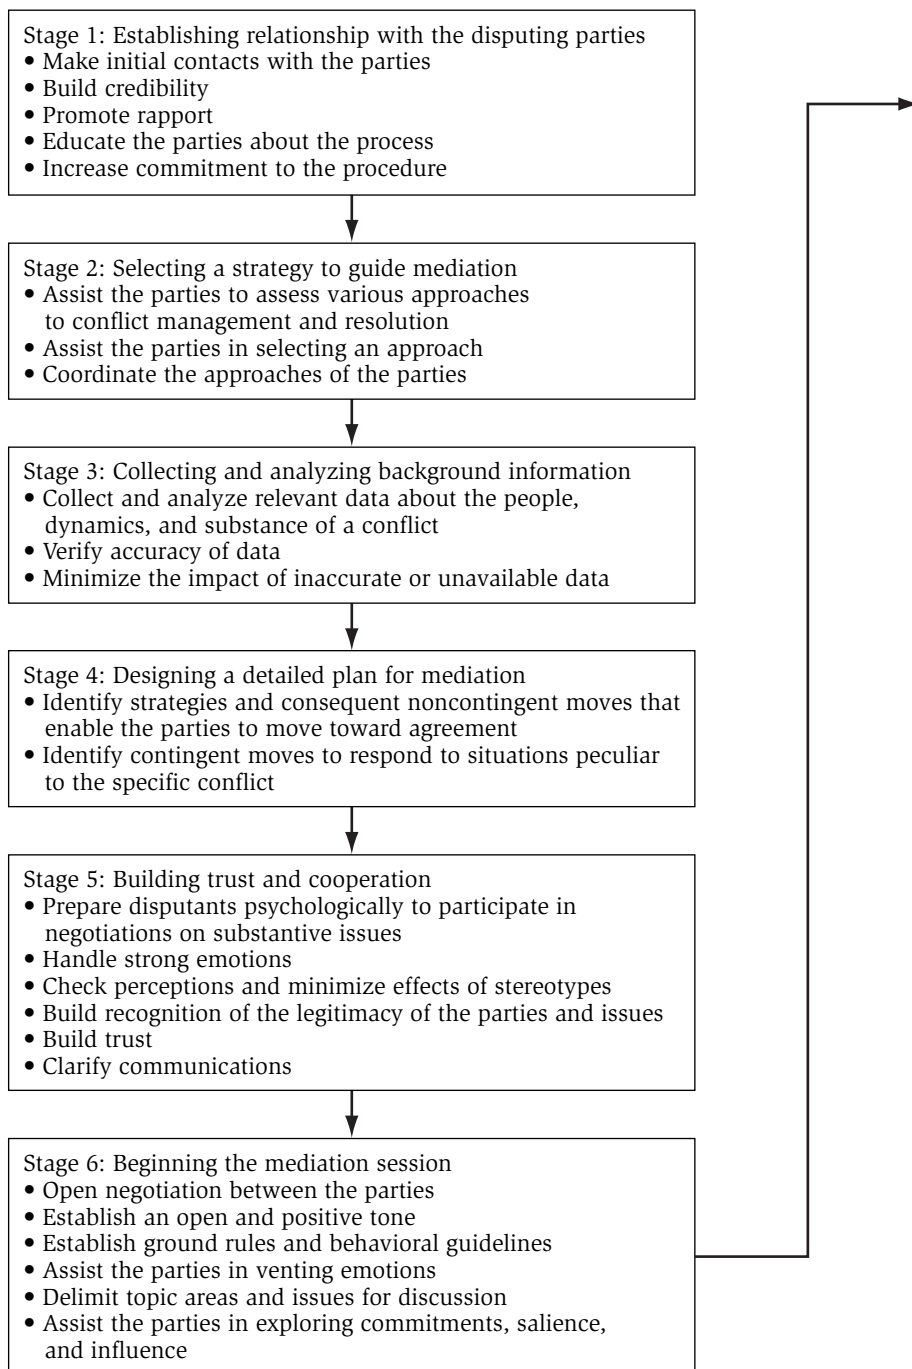 Stage 1: Establishing relationship with the disputing parties
• Make initial contacts with the parties
• Build credibility
• Promote rapport
• Educate the parties about the process
• Increase commitment to the procedure
Stage 2: Selecting a strategy to guide mediation
• Assist the parties to assess various approaches
to conflict management and resolution
• Assist the parties in selecting an approach
• Coordinate the approaches of the parties
Stage 3: Collecting and analyzing background information
• Collect and analyze relevant data about the people,
dynamics, and substance of a conflict
• Verify accuracy of data
• Minimize the impact of inaccurate or unavailable data
Stage 4: Designing a detailed plan for mediation
• Identify strategies and consequent noncontingent moves that
enable the parties to move toward agreement
• Identify contingent moves to respond to situations peculiar
to the specific conflict
Stage 5: Building trust and cooperation
• Prepare disputants psychologically to participate in
negotiations on substantive issues
• Handle strong emotions
• Check perceptions and minimize effects of stereotypes
• Build recognition of the legitimacy of the parties and issues
• Build trust
• Clarify communications
Stage 6: Beginning the mediation session
• Open negotiation between the parties
• Establish an open and positive tone
• Establish ground rules and behavioral guidelines
• Assist the parties in venting emotions
• Delimit topic areas and issues for discussion
• Assist the parties in exploring commitments, salience,
and influence